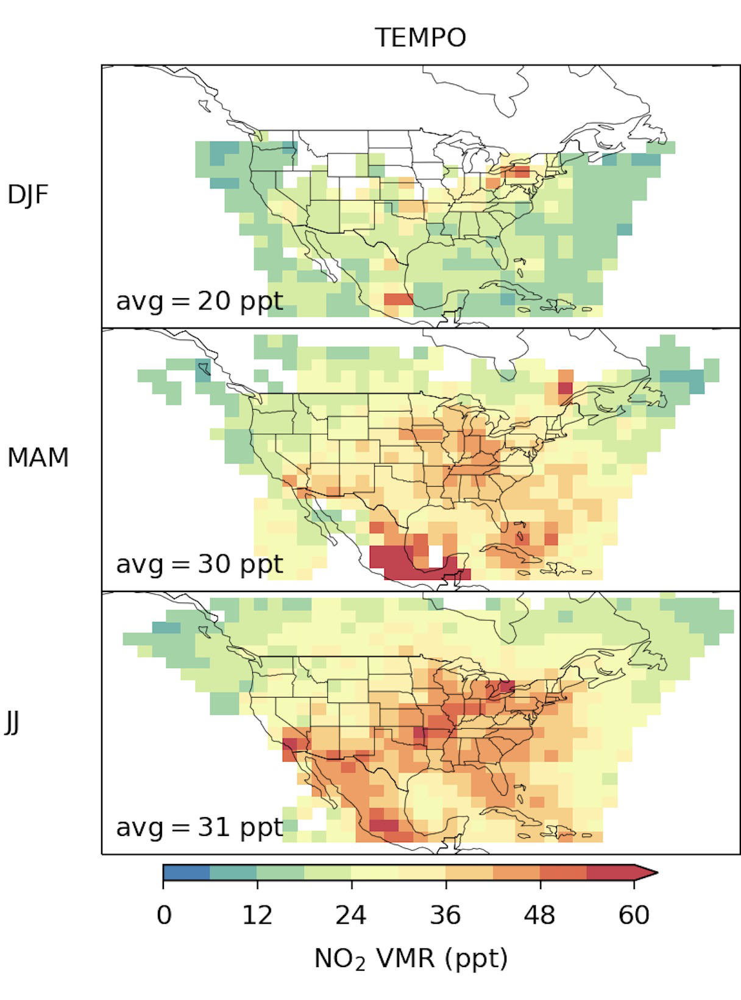 TEMPO
DJF
avg = 20 ppt
MAM
avg = 30 ppt
JJ
avg = 31 ppt
0 12 24 36 48 60
NO₂ VMR (ppt)